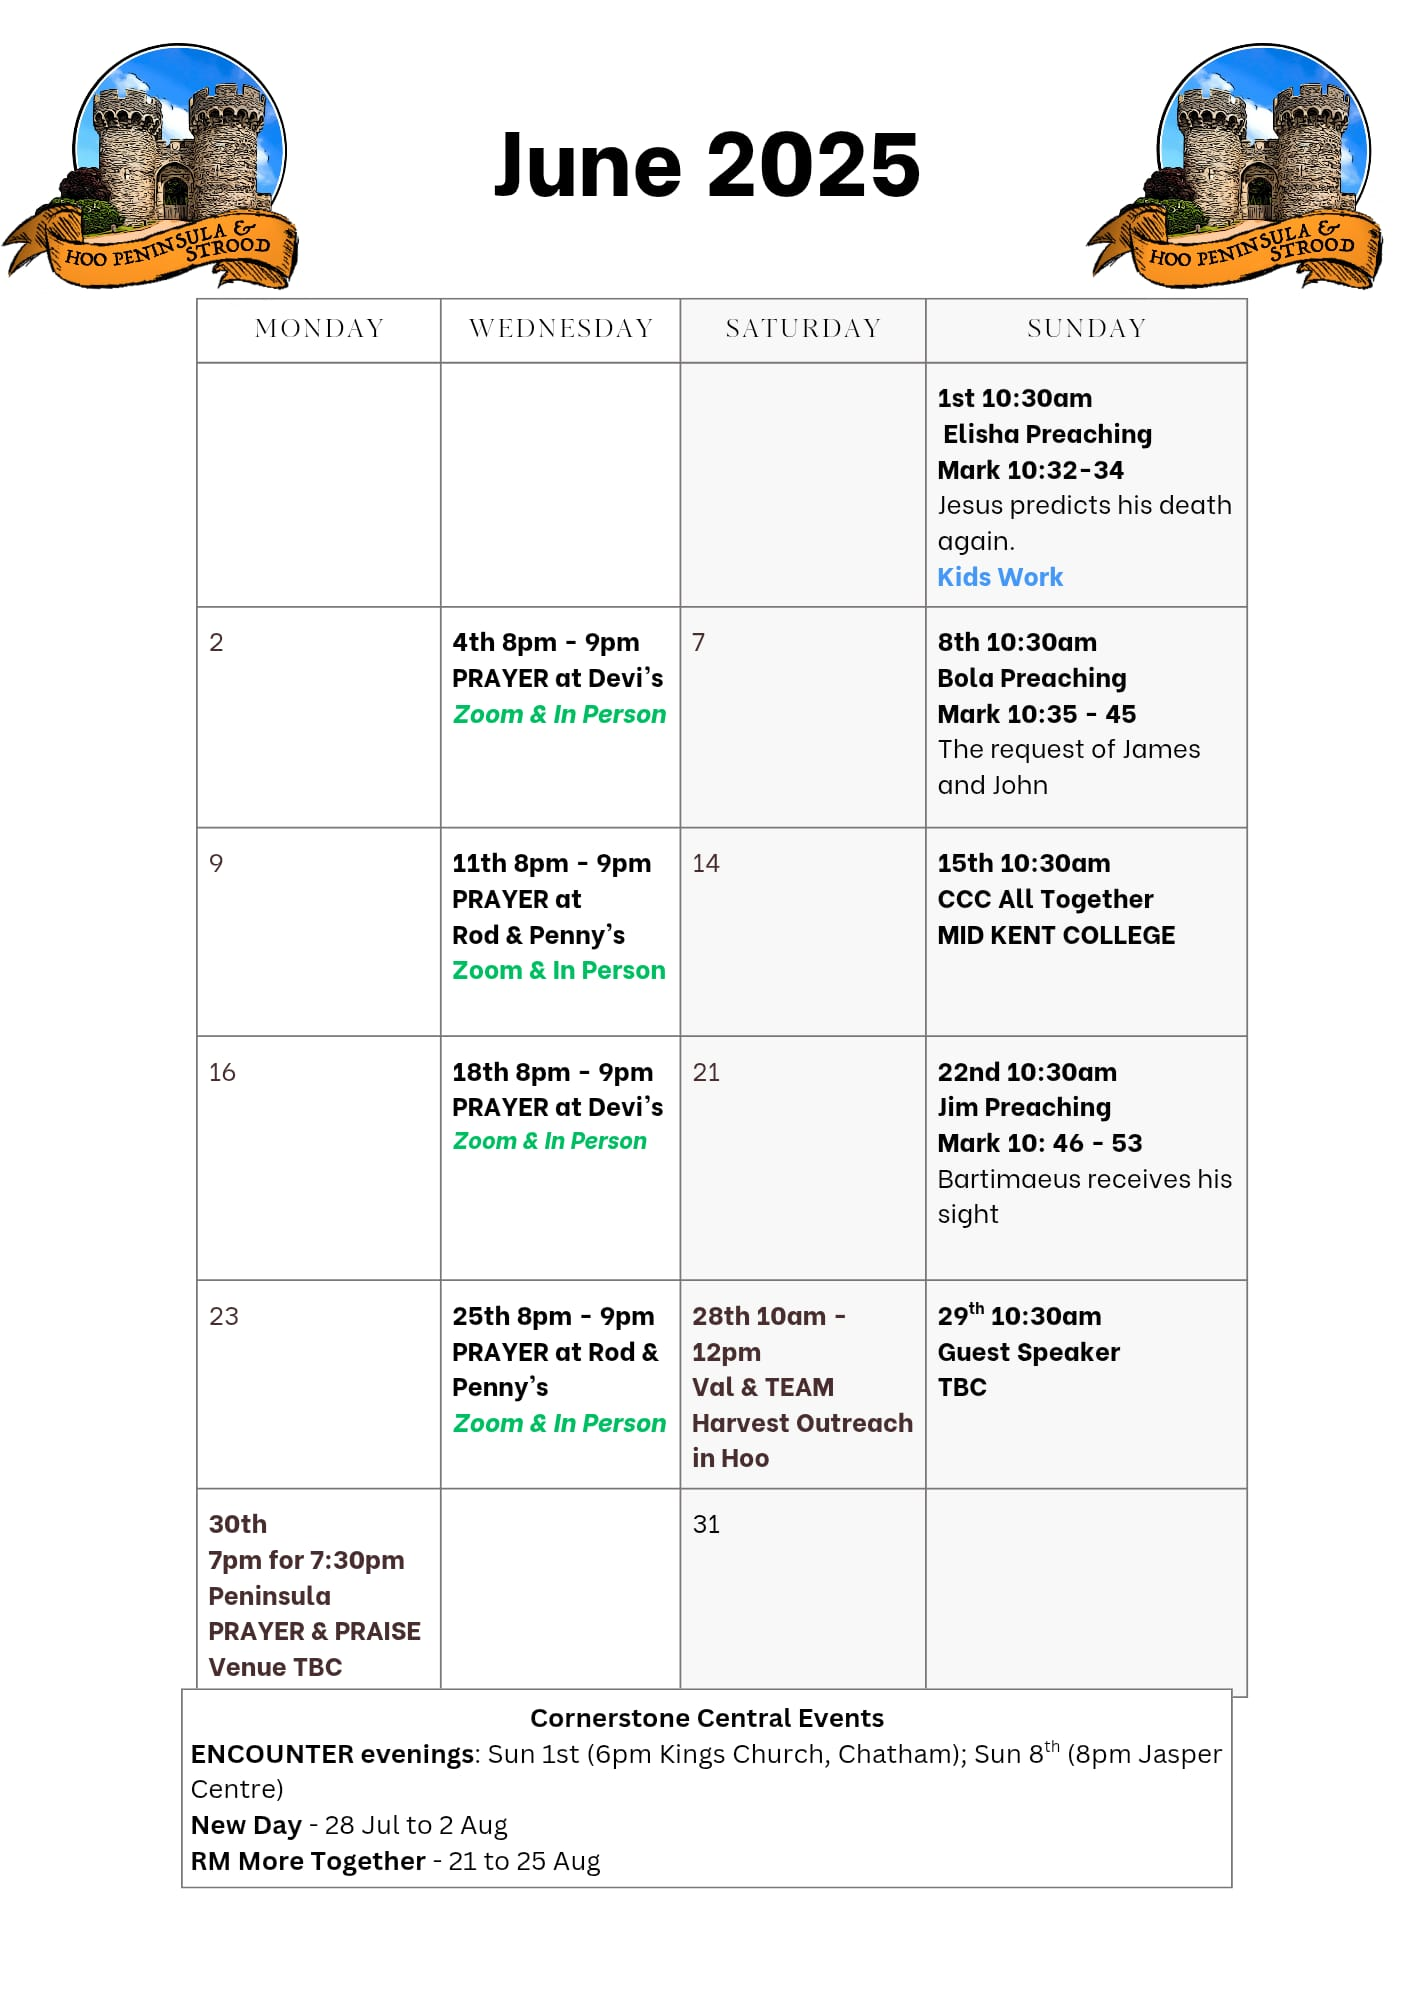 June 2025
HOO PENINSULA &
STROOD
HOO PENINSULA &
STROOD
MONDAY
WEDNESDAY
SATURDAY
SUNDAY
1st 10:30am
Elisha Preaching
Mark 10:32-34
Jesus predicts his death
again.
Kids Work
2
4th 8pm - 9pm
PRAYER at Devi’s
Zoom & In Person
7
8th 10:30am
Bola Preaching
Mark 10:35 - 45
The request of James
and John
9
11th 8pm - 9pm
PRAYER at
Rod & Penny’s
Zoom & In Person
14
15th 10:30am
CCC All Together
MID KENT COLLEGE
16
18th 8pm - 9pm
PRAYER at Devi’s
Zoom & In Person
21
22nd 10:30am
Jim Preaching
Mark 10: 46 - 53
Bartimaeus receives his
sight
23
25th 8pm - 9pm
PRAYER at Rod &
Penny’s
Zoom & In Person
28th 10am -
12pm
Val & TEAM
Harvest Outreach
in Hoo
29th 10:30am
Guest Speaker
TBC
30th
7pm for 7:30pm
Peninsula
PRAYER & PRAISE
Venue TBC
31
Cornerstone Central Events
ENCOUNTER evenings: Sun 1st (6pm Kings Church, Chatham); Sun 8th (8pm Jasper
Centre)
New Day - 28 Jul to 2 Aug
RM More Together - 21 to 25 Aug